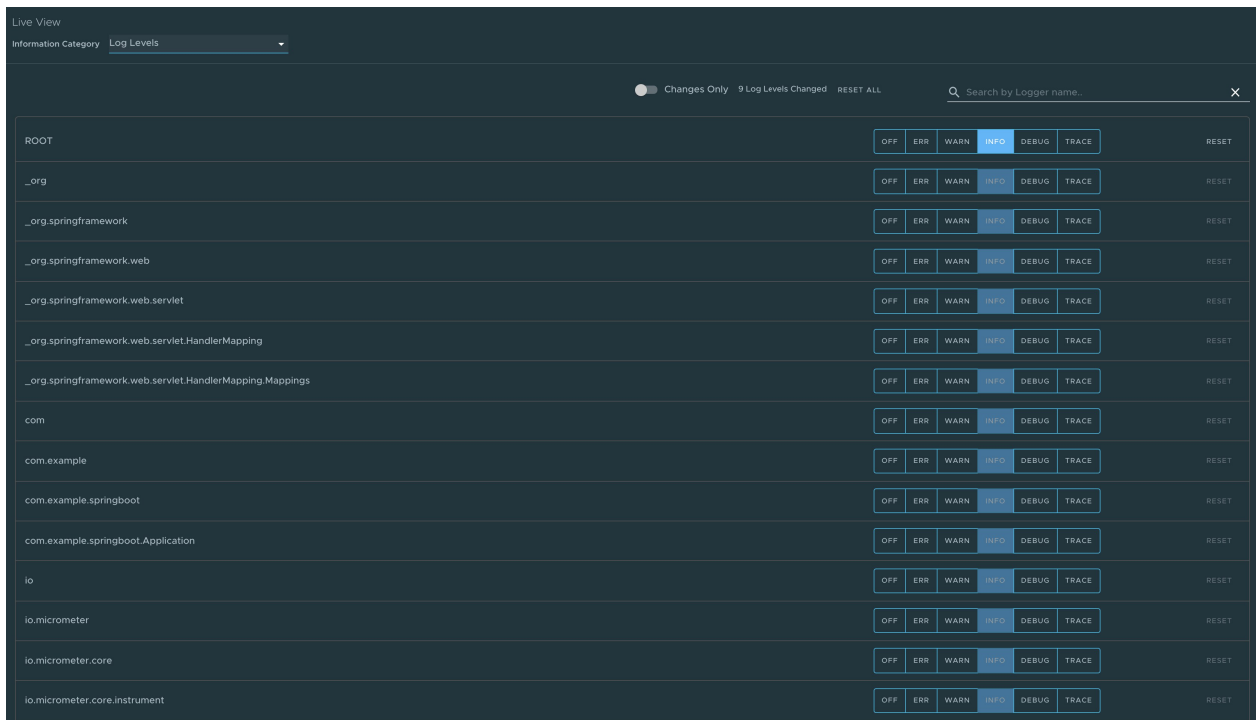 Live View
Information Category Log Levels
Changes Only 9 Log Levels Changed RESET ALL Search by Logger name..
ROOT OFF ERR WARN INFO DEBUG TRACE RESET
_org OFF ERR WARN INFO DEBUG TRACE RESET
_org.springframework OFF ERR WARN INFO DEBUG TRACE RESET
_org.springframework.web OFF ERR WARN INFO DEBUG TRACE RESET
_org.springframework.web.servlet OFF ERR WARN INFO DEBUG TRACE RESET
_org.springframework.web.servlet.HandlerMapping OFF ERR WARN INFO DEBUG TRACE RESET
_org.springframework.web.servlet.HandlerMapping.Mappings OFF ERR WARN INFO DEBUG TRACE RESET
com OFF ERR WARN INFO DEBUG TRACE RESET
com.example OFF ERR WARN INFO DEBUG TRACE RESET
com.example.springboot OFF ERR WARN INFO DEBUG TRACE RESET
com.example.springboot.Application OFF ERR WARN INFO DEBUG TRACE RESET
io OFF ERR WARN INFO DEBUG TRACE RESET
io.micrometer OFF ERR WARN INFO DEBUG TRACE RESET
io.micrometer.core OFF ERR WARN INFO DEBUG TRACE RESET
io.micrometer.core.instrument OFF ERR WARN INFO DEBUG TRACE RESET